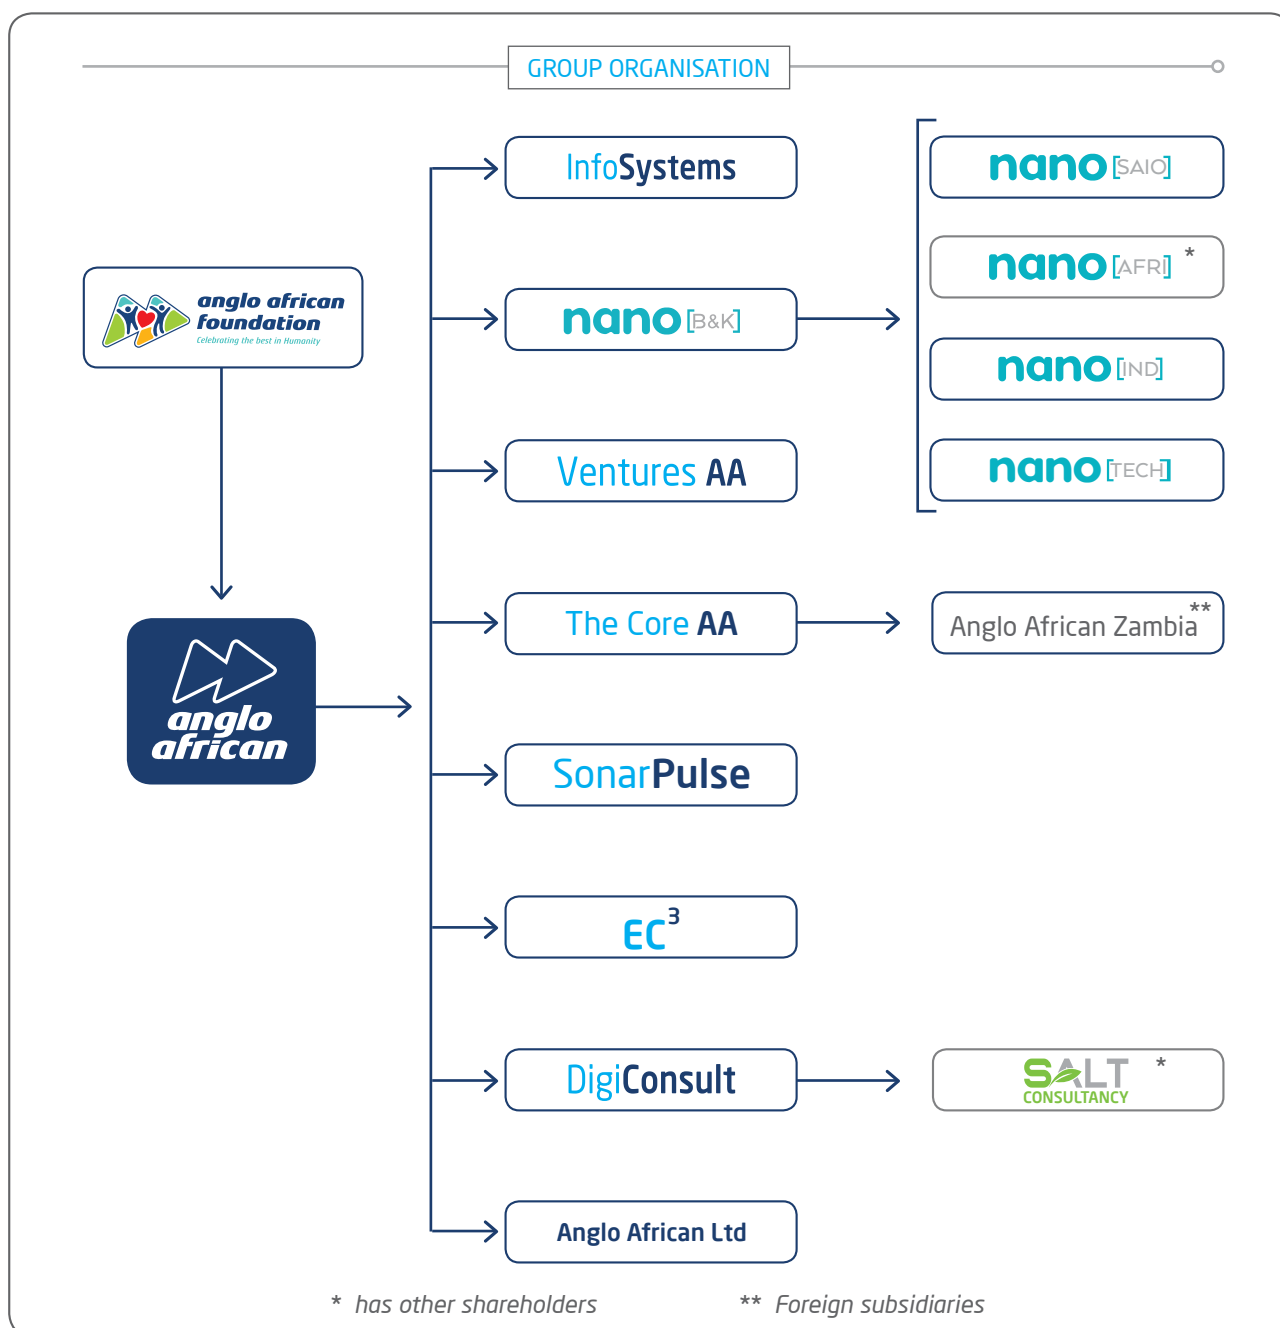 GROUP ORGANISATION
anglo african
foundation
Celebrating the best in Humanity
anglo
african
InfoSystems
nano [B&K]
Ventures AA
The Core AA
SonarPulse
EC³
DigiConsult
Anglo African Ltd
nano [SAIO]
nano [AFRI] *
nano [IND]
nano [TECH]
Anglo African Zambia**
SALT *
CONSULTANCY
* has other shareholders
** Foreign subsidiaries